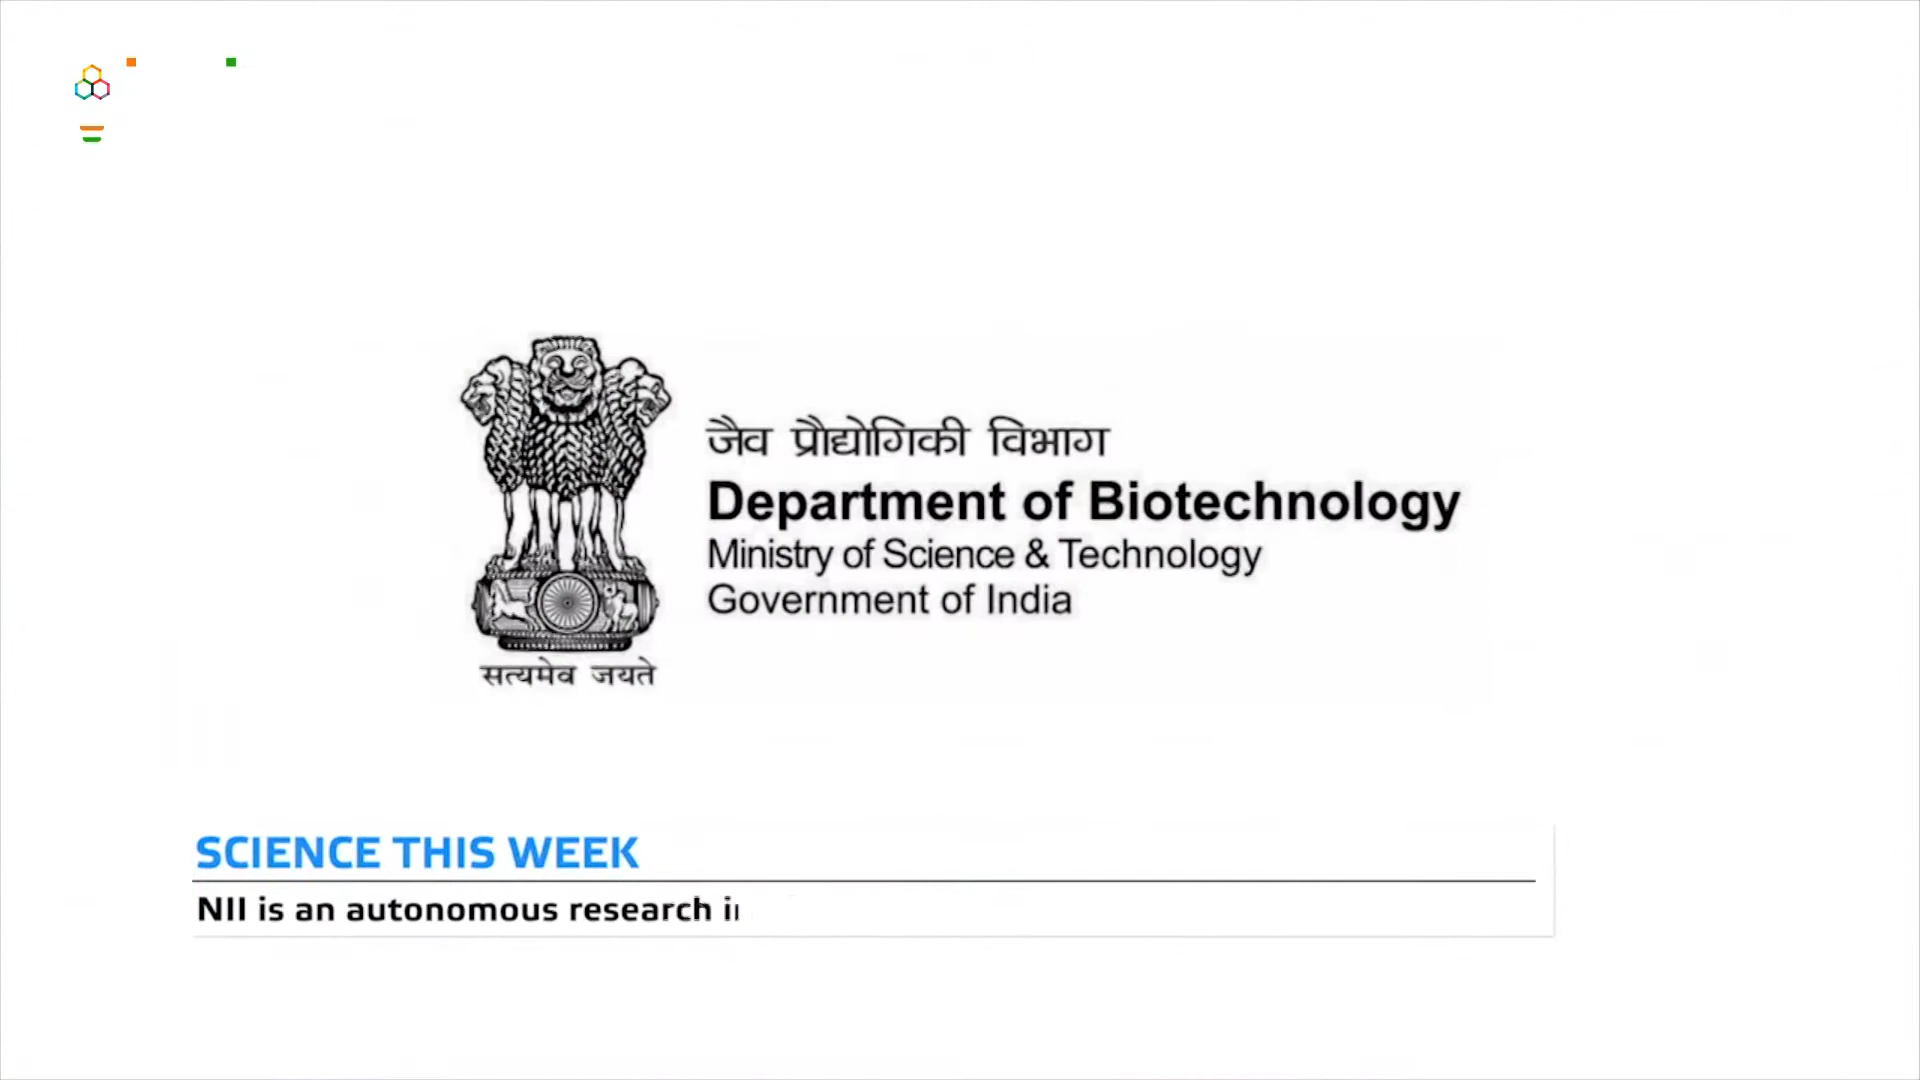 जैव प्रौद्योगिकी विभाग
Department of Biotechnology
Ministry of Science & Technology
Government of India
सत्यमेव जयते
SCIENCE THIS WEEK
NII is an autonomous research